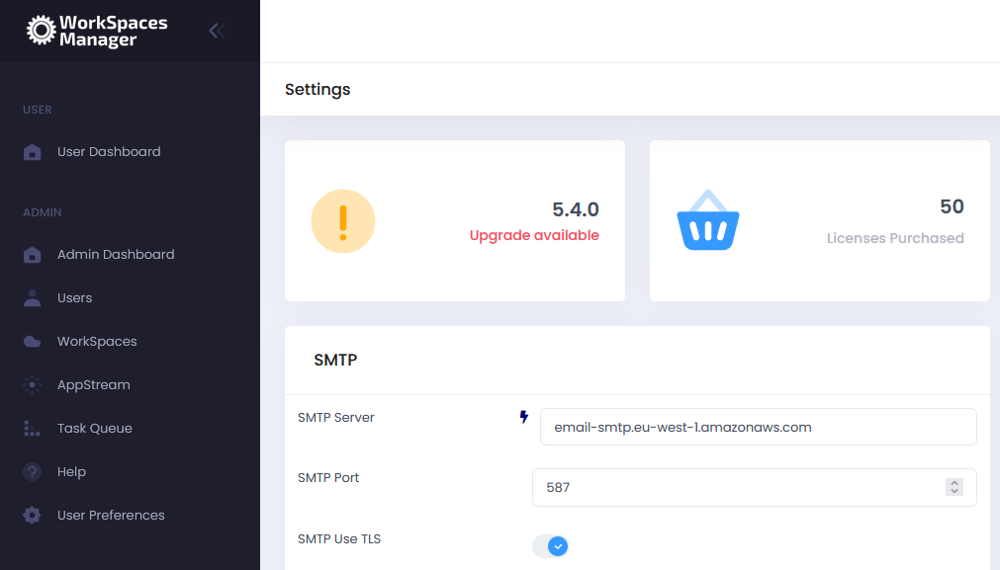 WorkSpaces
Manager
USER
User Dashboard
ADMIN
Admin Dashboard
Users
WorkSpaces
AppStream
Task Queue
Help
User Preferences
Settings
5.4.0
Upgrade available
50
Licenses Purchased
SMTP
SMTP Server
email-smtp.eu-west-1.amazonaws.com
SMTP Port
587
SMTP Use TLS